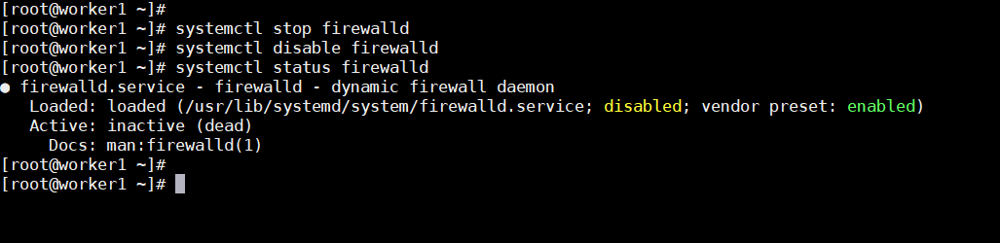 [root@worker1 ~]#
[root@worker1 ~]# systemctl stop firewalld
[root@worker1 ~]# systemctl disable firewalld
[root@worker1 ~]# systemctl status firewalld
● firewalld.service - firewalld - dynamic firewall daemon
   Loaded: loaded (/usr/lib/systemd/system/firewalld.service; disabled; vendor preset: enabled)
   Active: inactive (dead)
     Docs: man:firewalld(1)
[root@worker1 ~]#
[root@worker1 ~]#